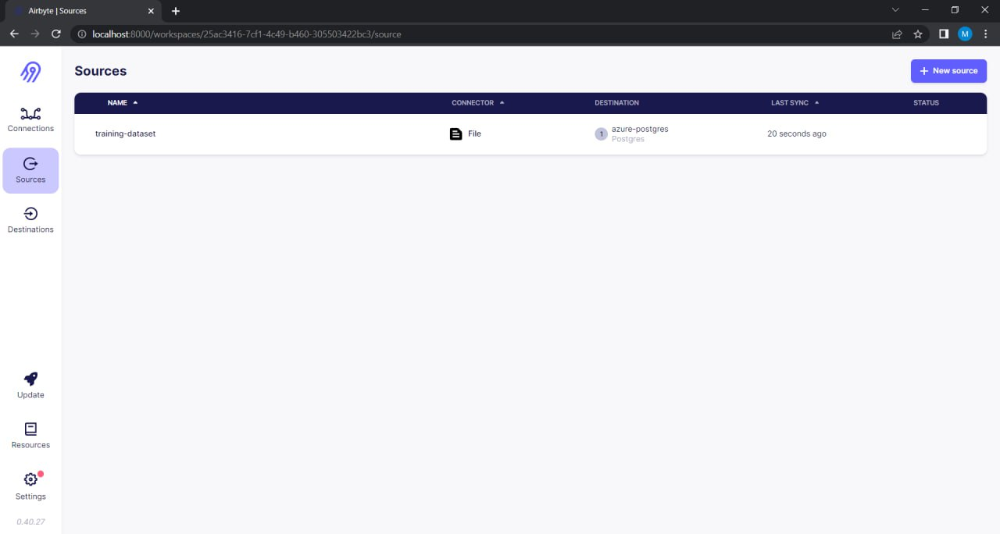 Airbyte | Sources
localhost:8000/workspaces/25ac3416-7cf1-4c49-b460-305503422bc3/source
M
Sources
New source
NAME CONNECTOR DESTINATION LAST SYNC STATUS
training-dataset File 1 azure-postgres 20 seconds ago
Postgres
Connections
Sources
Destinations
Update
Resources
Settings
0.40.27